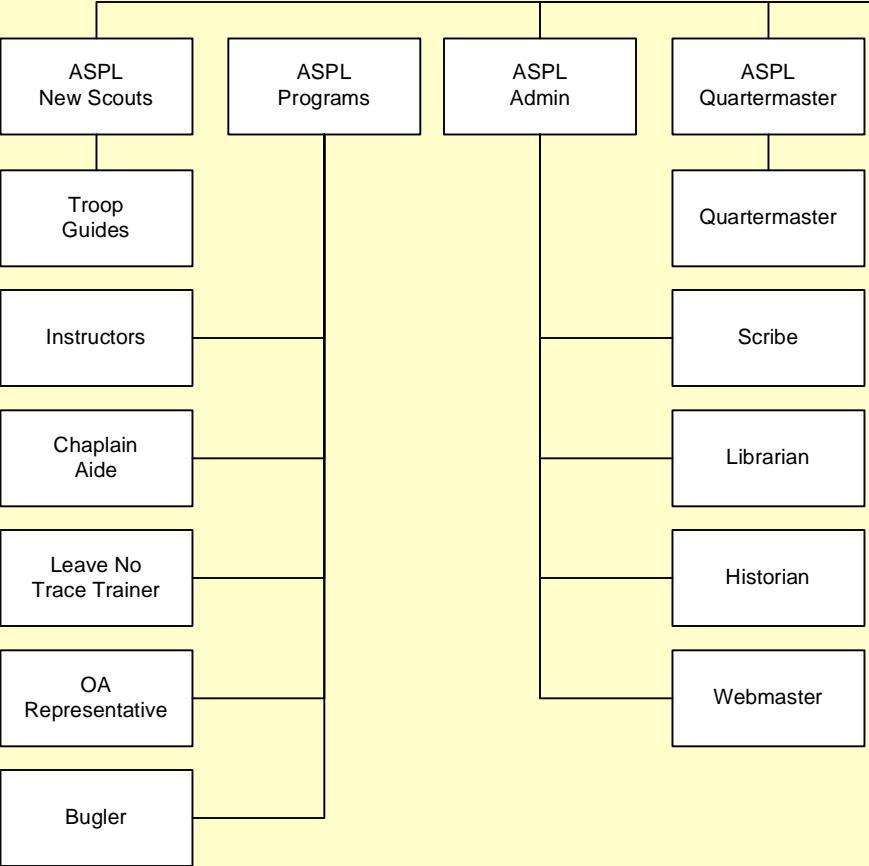 ASPL
New Scouts
ASPL
Programs
ASPL
Admin
ASPL
Quartermaster
Troop
Guides
Quartermaster
Instructors
Scribe
Chaplain
Aide
Librarian
Leave No
Trace Trainer
Historian
OA
Representative
Webmaster
Bugler